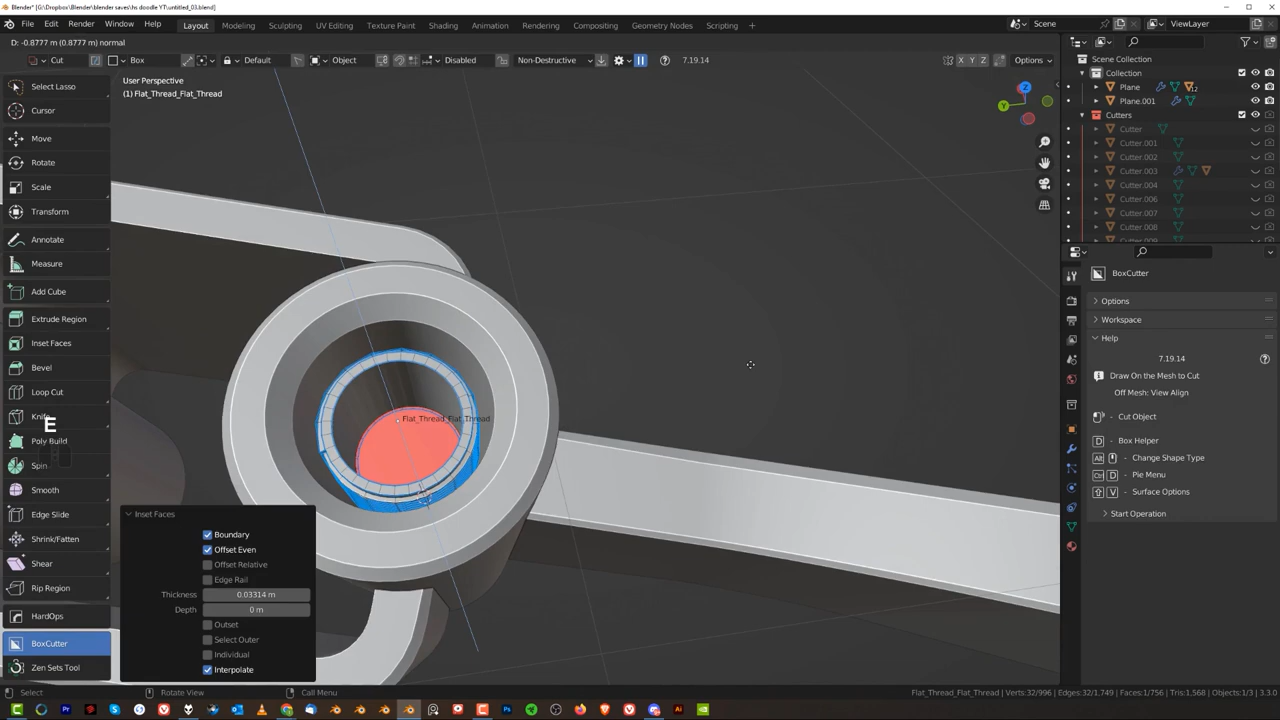 Blender* [G:\Dropbox\Blender\blender saves\hs doodle YT\untitled_03.blend]
File Edit Render Window Help Layout Modeling Sculpting UV Editing Texture Paint Shading Animation Rendering Compositing Geometry Nodes Scripting Scene ViewLayer
D: -0.8777 m (0.8777 m) normal
Cut Box Default Object Disabled Non-Destructive 7.19.14 X Y Z Options
User Perspective
(1) Flat_Thread_Flat_Thread
Select Lasso
Cursor
Move
Rotate
Scale
Transform
Annotate
Measure
Add Cube
Extrude Region
Inset Faces
Bevel
Loop Cut
Knife
E
Poly Build
Spin
Smooth
Edge Slide
Shrink/Fatten
Shear
Rip Region
HardOps
BoxCutter
Zen Sets Tool
Z
Y
Flat_Thread_Flat_Thread
Inset Faces
Boundary
Offset Even
Offset Relative
Edge Rail
Thickness 0.03314 m
Depth 0 m
Outset
Select Outer
Individual
Interpolate
Scene Collection
Collection
Plane 12
Plane.001
Cutters
Cutter
Cutter.001
Cutter.002
Cutter.003
Cutter.004
Cutter.006
Cutter.007
Cutter.008
Cutter.009
BoxCutter
Options
Workspace
Help
7.19.14
Draw On the Mesh to Cut
Off Mesh: View Align
- Cut Object
D - Box Helper
Alt - Change Shape Type
Ctrl D - Pie Menu
V - Surface Options
Start Operation
Select Rotate View Call Menu Flat_Thread_Flat_Thread | Verts:32/996 | Edges:32/1,749 | Faces:1/756 | Tris:1,568 | Objects:1/3 | 3.3.0